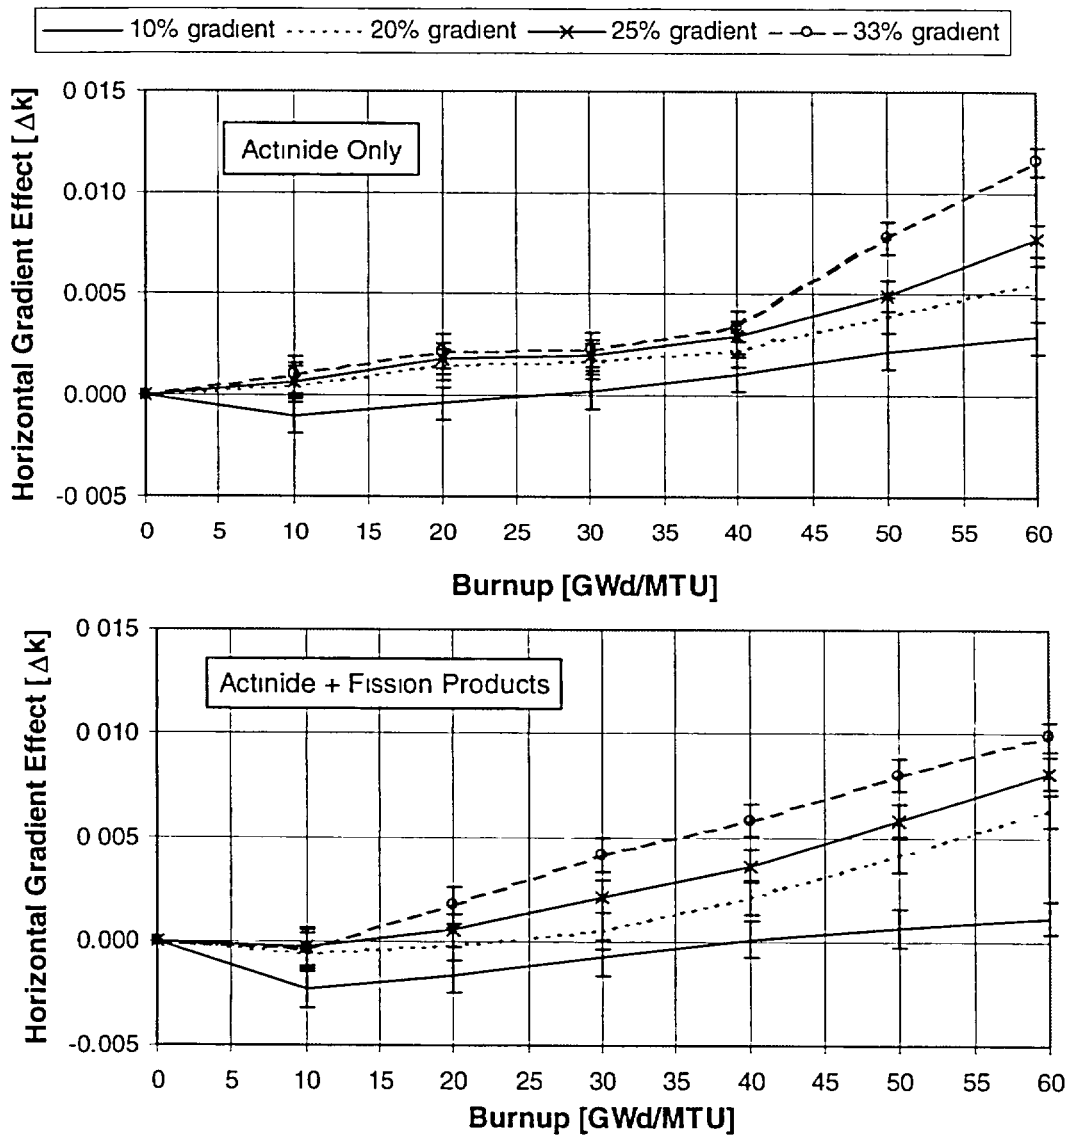 10% gradient 20% gradient 25% gradient 33% gradient
Horizontal Gradient Effect [Δk]
0 015
0.010
0.005
0.000
-0 005
Actinide Only
0 5 10 15 20 25 30 35 40 45 50 55 60
Burnup [GWd/MTU]
Horizontal Gradient Effect [Δk]
0 015
0.010
0.005
0.000
-0.005
Actinide + Fission Products
0 5 10 15 20 25 30 35 40 45 50 55 60
Burnup [GWd/MTU]